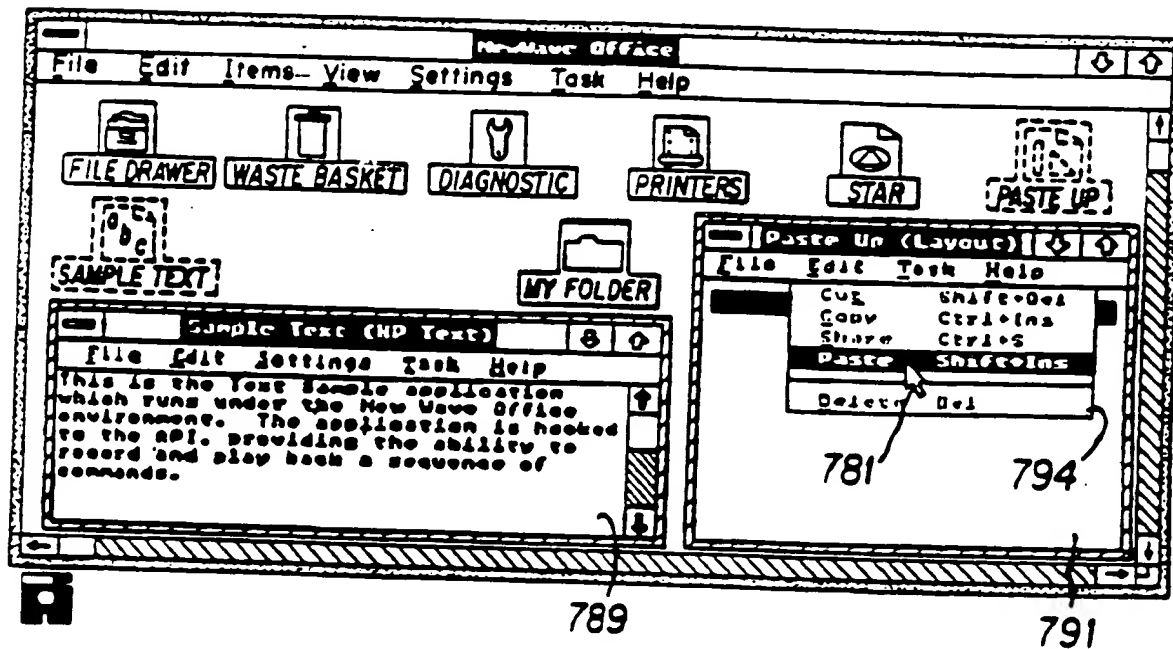 NewWave Office
File Edit Items View Settings Task Help
FILE DRAWER WASTE BASKET DIAGNOSTIC PRINTERS STAR PASTE UP
SAMPLE TEXT MY FOLDER
Paste Up (Layout)
File Edit Task Help
Cut Shift+Del
Copy Ctrl+Ins
Share Ctrl+S
Paste Shift+Ins
Delete Del
Sample Text (HP Text)
File Edit Settings Task Help
This is the Text Sample application
which runs under the New Wave Office
environment. The application is hooked
to the API, providing the ability to
record and play back a sequence of
commands.
781 794
789 791